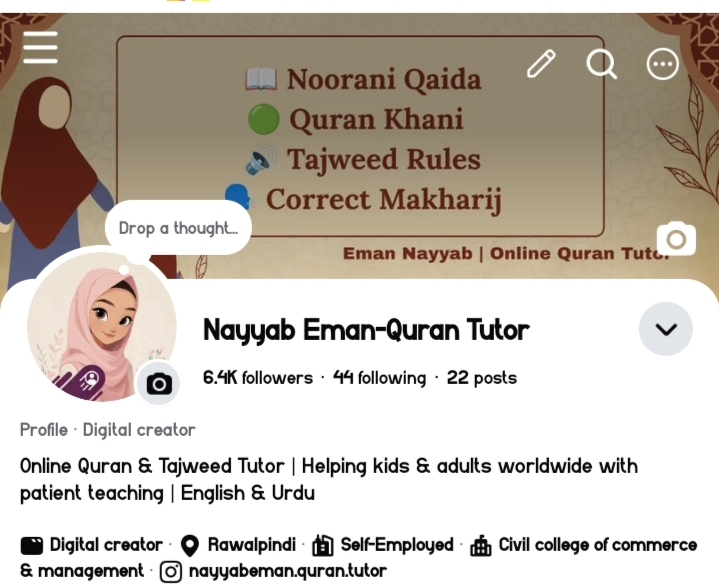 Noorani Qaida
Quran Khani
Tajweed Rules
Correct Makharij
Drop a thought...
Eman Nayyab | Online Quran Tutor
Nayyab Eman-Quran Tutor
6.4K followers · 44 following · 22 posts
Profile · Digital creator
Online Quran & Tajweed Tutor | Helping kids & adults worldwide with
patient teaching | English & Urdu
Digital creator · Rawalpindi · Self-Employed · Civil college of commerce
& management · nayyabeman.quran.tutor